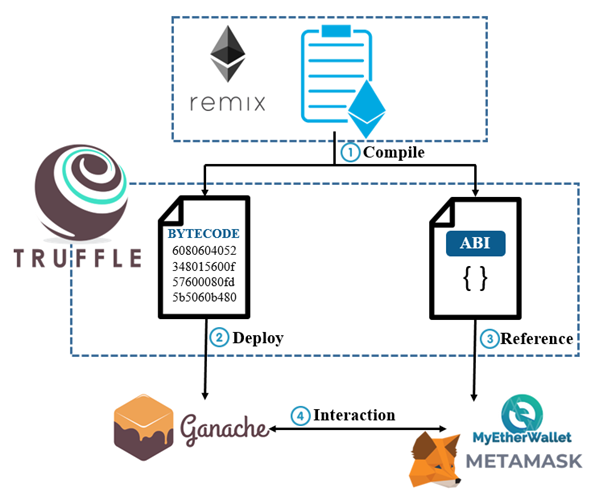 remix
1 Compile
TRUFFLE
BYTECODE
6080604052
348015600f
57600080fd
5b5060b480
ABI
{ }
2 Deploy
3 Reference
Ganache
4 Interaction
MyEtherWallet
METAMASK